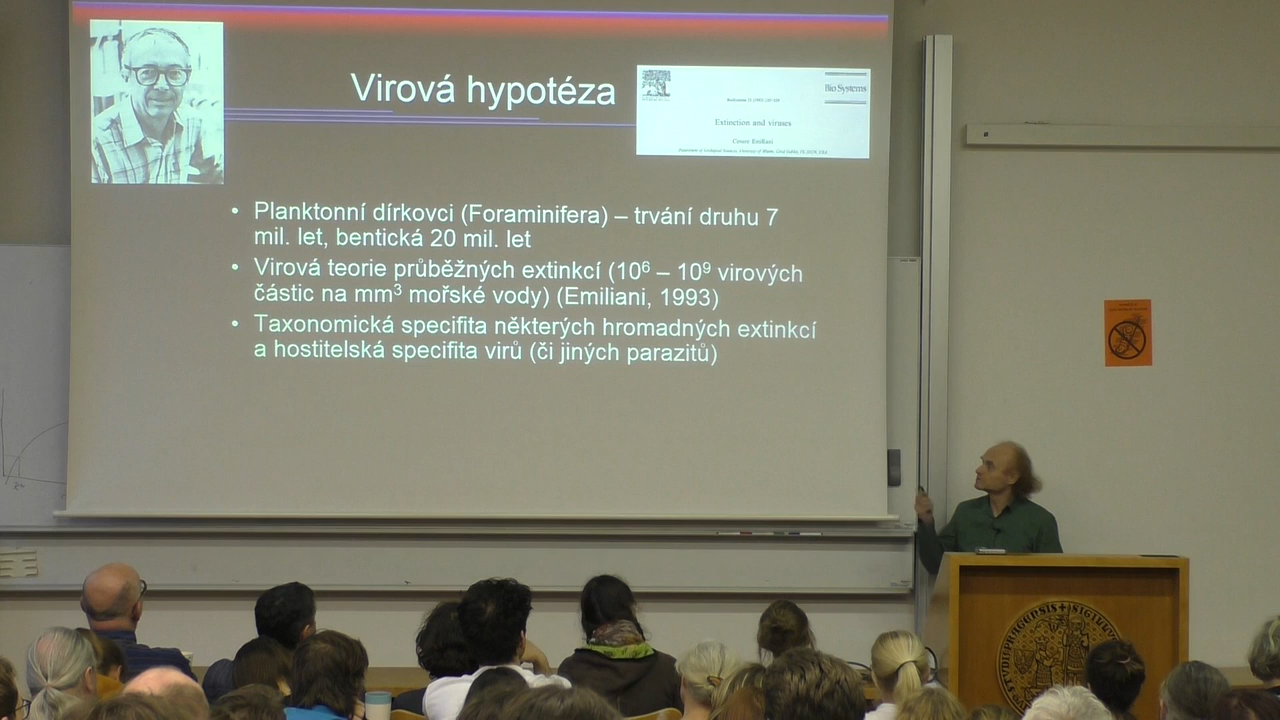 Virová hypotéza
Bio Systems
Extinction and viruses
Cesare Emiliani
• Planktonní dírkovci (Foraminifera) – trvání druhu 7
mil. let, bentická 20 mil. let
• Virová teorie průběžných extinkcí (10⁶ – 10⁹ virových
částic na mm³ mořské vody) (Emiliani, 1993)
• Taxonomická specifita některých hromadných extinkcí
a hostitelská specifita virů (či jiných parazitů)